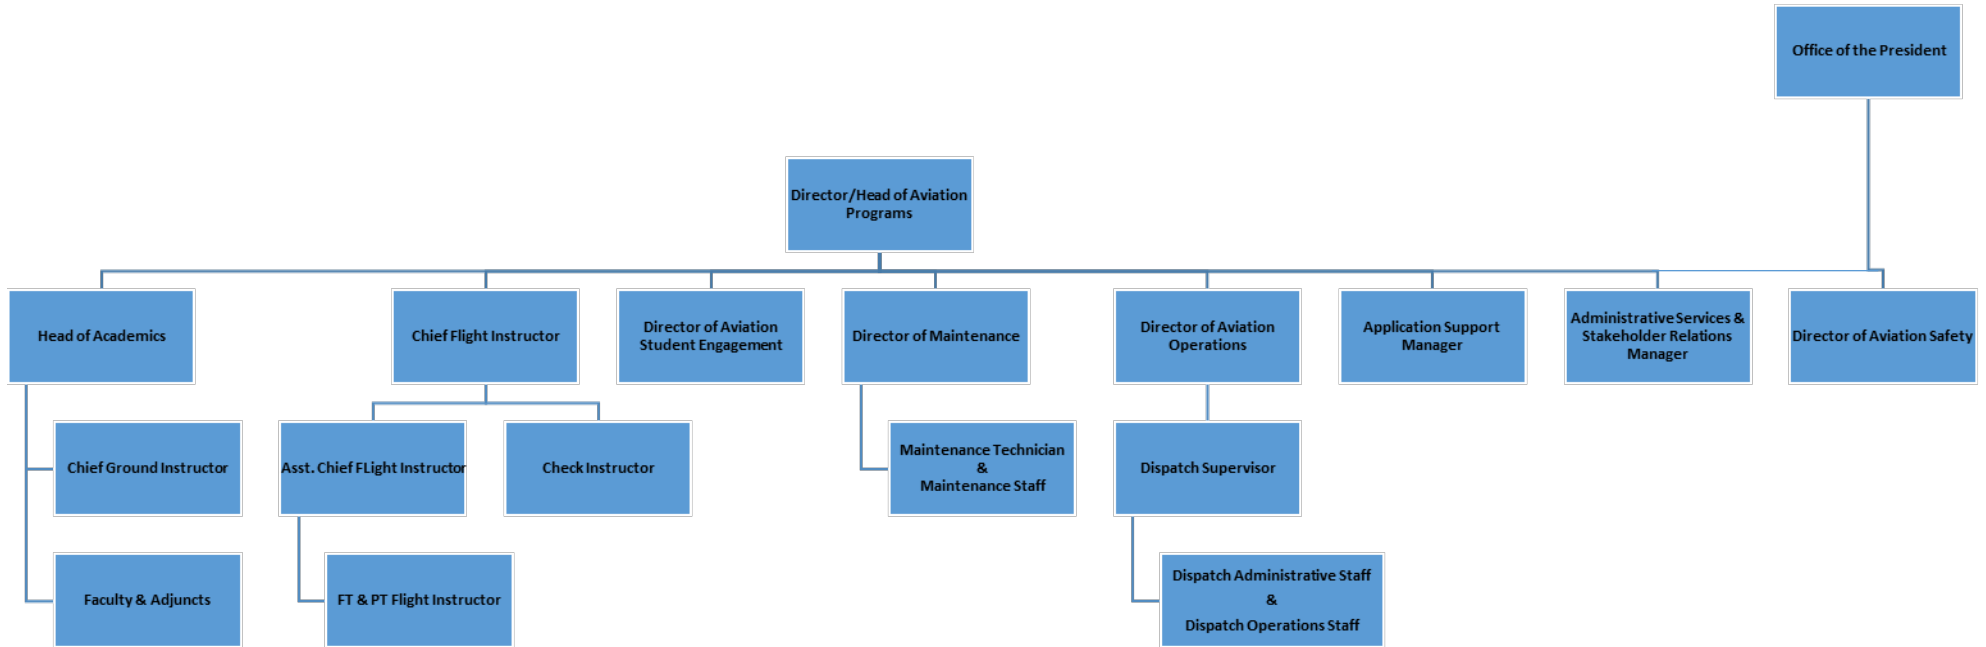 Office of the President
Director/Head of Aviation
Programs
Head of Academics
Chief Flight Instructor
Director of Aviation
Student Engagement
Director of Maintenance
Director of Aviation
Operations
Application Support
Manager
Administrative Services &
Stakeholder Relations
Manager
Director of Aviation Safety
Chief Ground Instructor
Asst. Chief FLight Instructor
Check Instructor
Maintenance Technician
&
Maintenance Staff
Dispatch Supervisor
Faculty & Adjuncts
FT & PT Flight Instructor
Dispatch Administrative Staff
&
Dispatch Operations Staff